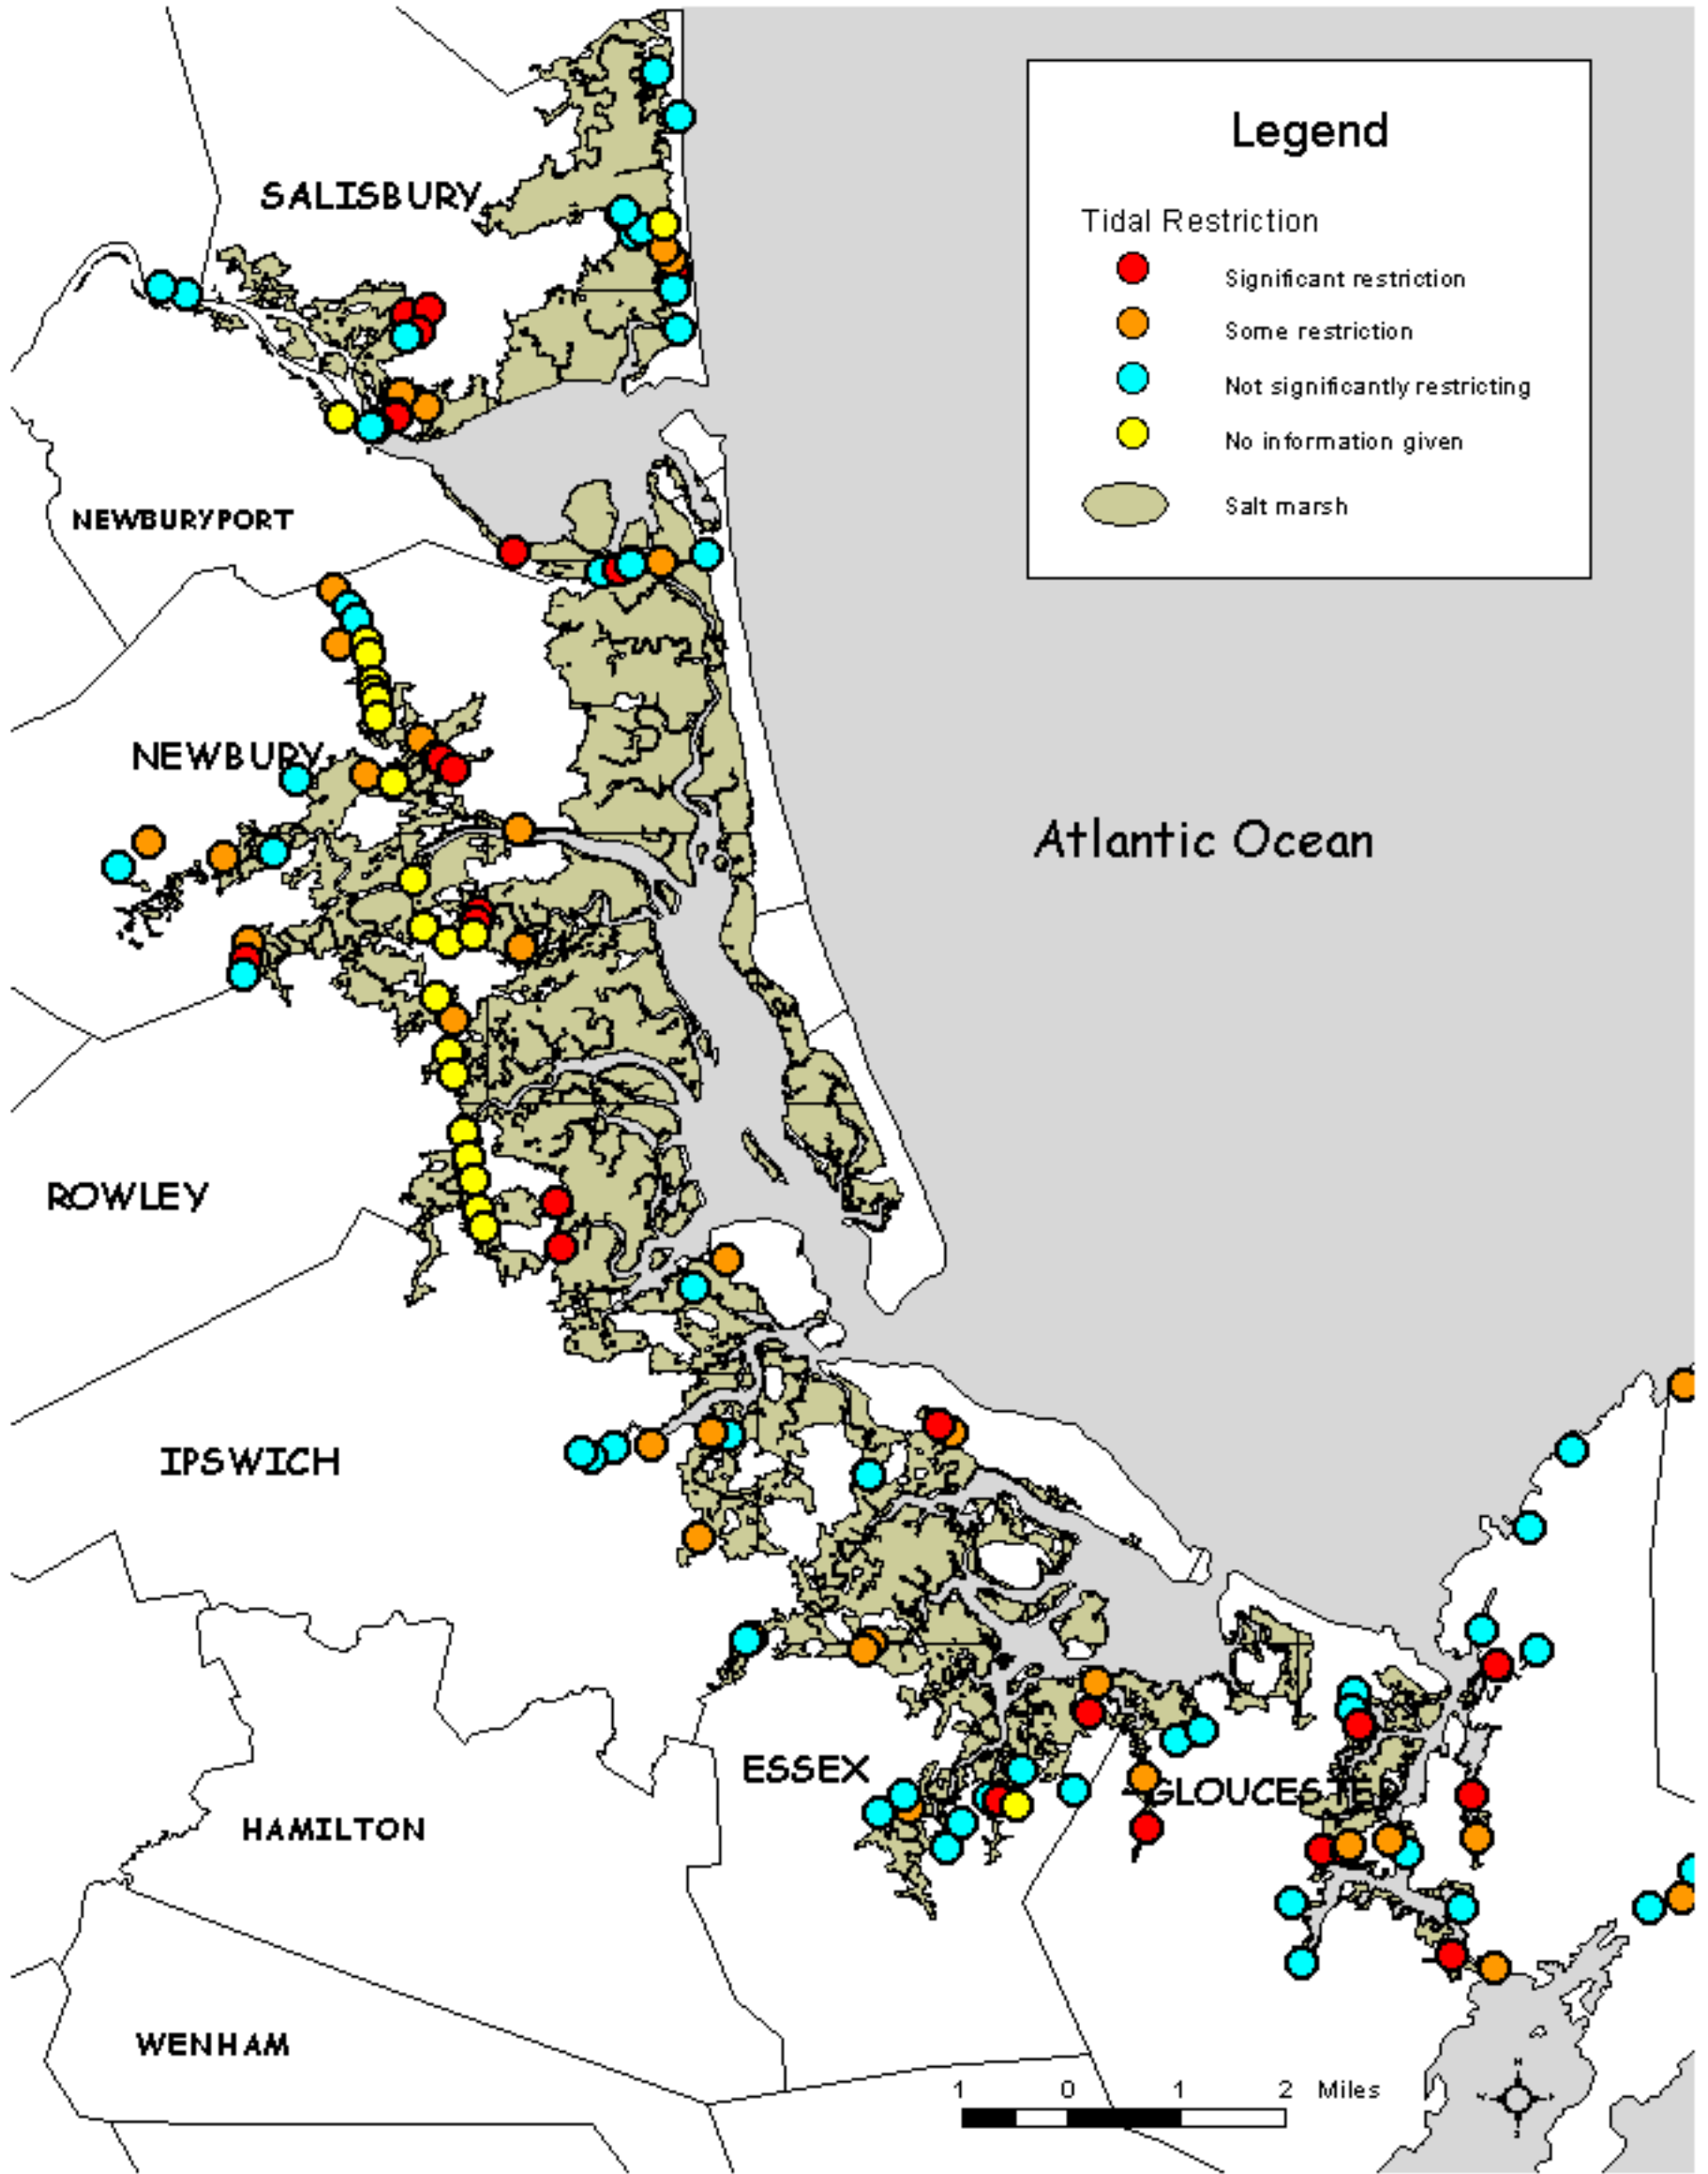 Legend
SALISBURY
Tidal Restriction
Significant restriction
Some restriction
Not significantly restricting
No information given
NEWBURYPORT
Salt marsh
NEWBURY
Atlantic Ocean
ROWLEY
IPSWICH
ESSEX
GLOUCESTER
HAMILTON
WENHAM
1 0 1 2 Miles
N